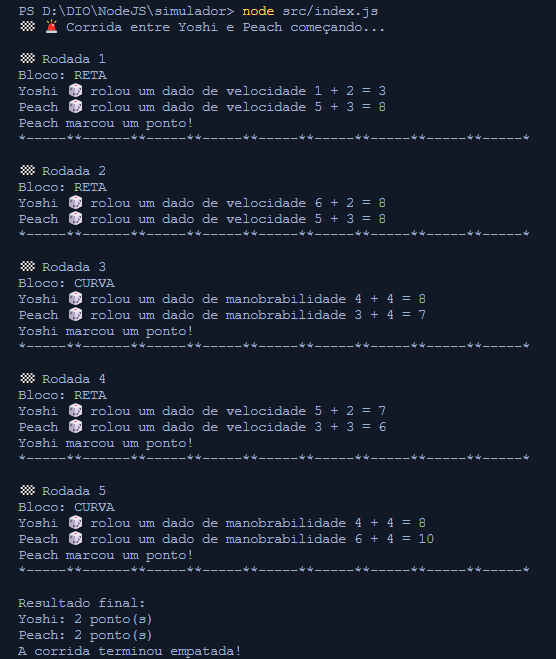 PS D:\DIO\NodeJS\simulador> node src/index.js
🏁 🚨 Corrida entre Yoshi e Peach começando...
🏁 Rodada 1
Bloco: RETA
Yoshi 🎲 rolou um dado de velocidade 1 + 2 = 3
Peach 🎲 rolou um dado de velocidade 5 + 3 = 8
Peach marcou um ponto!
*-----**------**-----**-----**-----**-----**-----**-----**-----*
🏁 Rodada 2
Bloco: RETA
Yoshi 🎲 rolou um dado de velocidade 6 + 2 = 8
Peach 🎲 rolou um dado de velocidade 5 + 3 = 8
*-----**------**-----**-----**-----**-----**-----**-----**-----*
🏁 Rodada 3
Bloco: CURVA
Yoshi 🎲 rolou um dado de manobrabilidade 4 + 4 = 8
Peach 🎲 rolou um dado de manobrabilidade 3 + 4 = 7
Yoshi marcou um ponto!
*-----**------**-----**-----**-----**-----**-----**-----**-----*
🏁 Rodada 4
Bloco: RETA
Yoshi 🎲 rolou um dado de velocidade 5 + 2 = 7
Peach 🎲 rolou um dado de velocidade 3 + 3 = 6
Yoshi marcou um ponto!
*-----**------**-----**-----**-----**-----**-----**-----**-----*
🏁 Rodada 5
Bloco: CURVA
Yoshi 🎲 rolou um dado de manobrabilidade 4 + 4 = 8
Peach 🎲 rolou um dado de manobrabilidade 6 + 4 = 10
Peach marcou um ponto!
*-----**------**-----**-----**-----**-----**-----**-----**-----*
Resultado final:
Yoshi: 2 ponto(s)
Peach: 2 ponto(s)
A corrida terminou empatada!